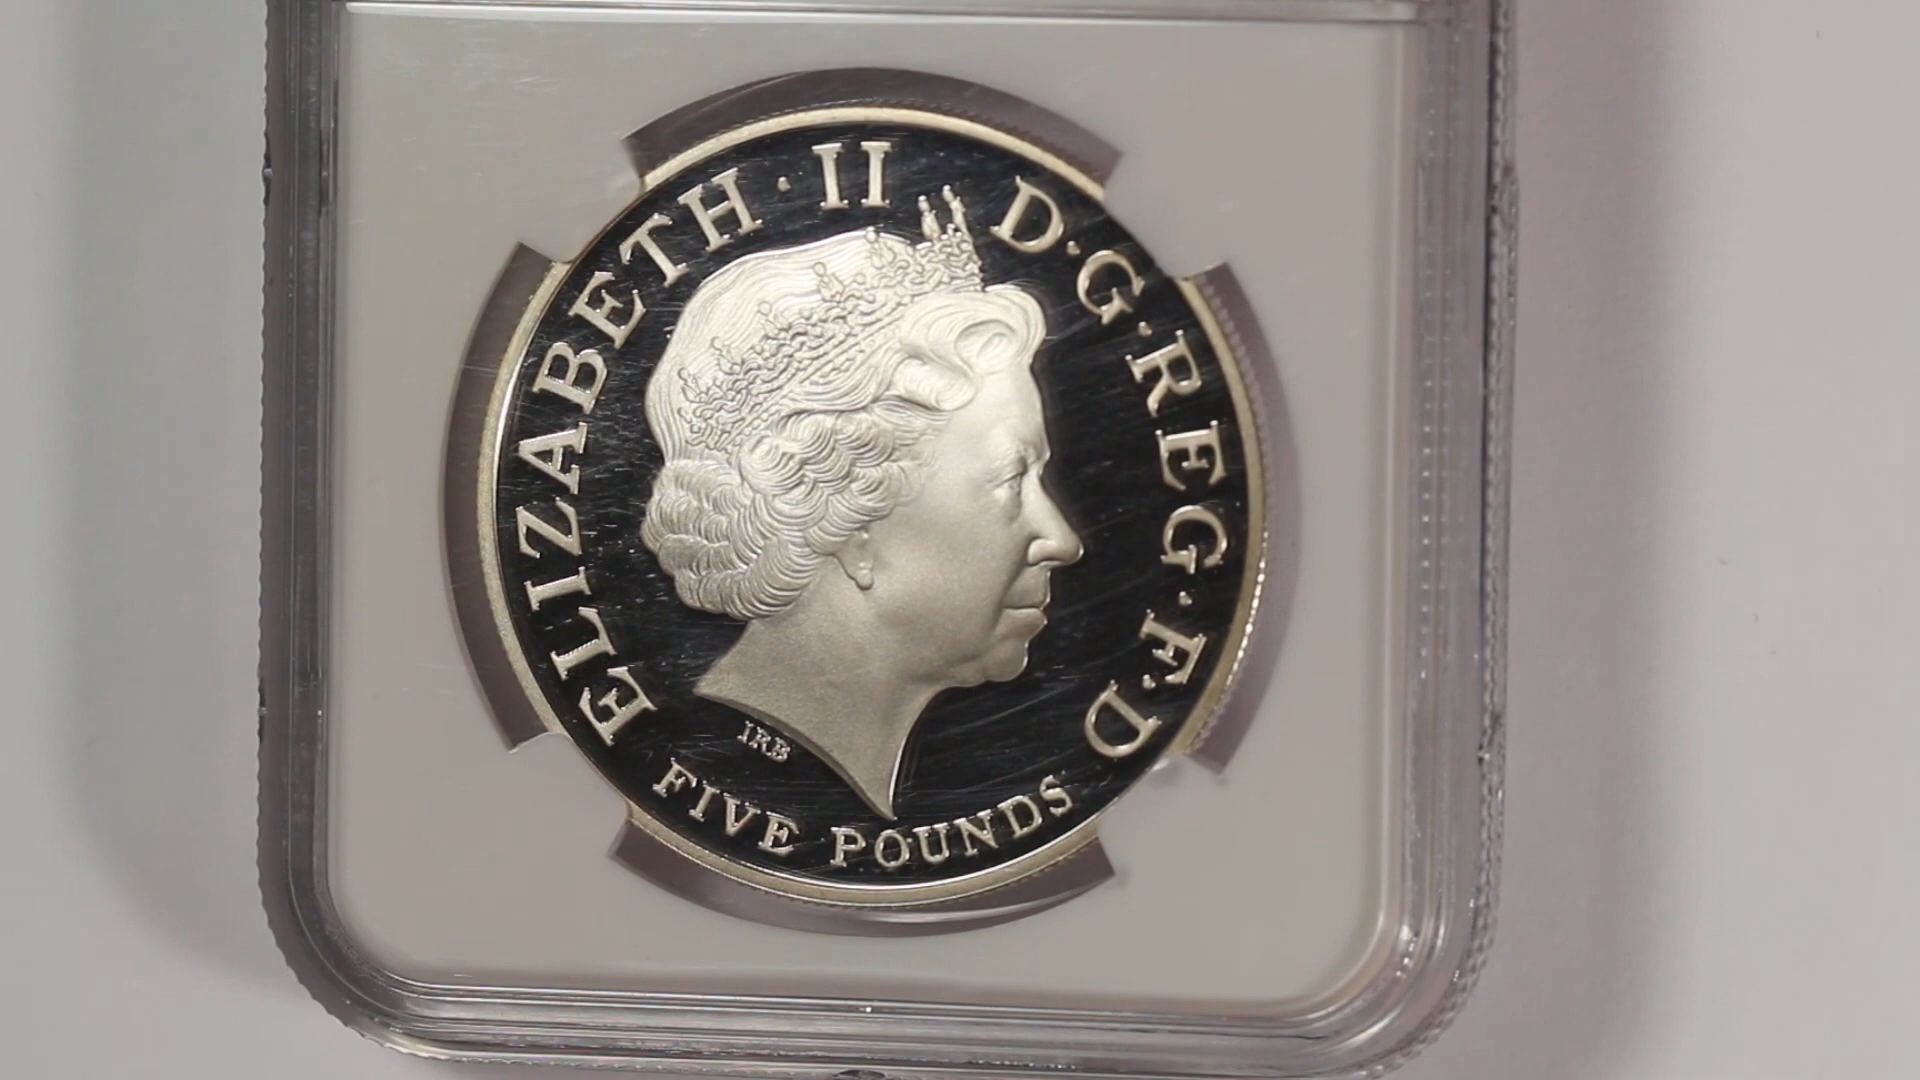 ELIZABETH · II D · G · REG · F · D
IRB
FIVE POUNDS